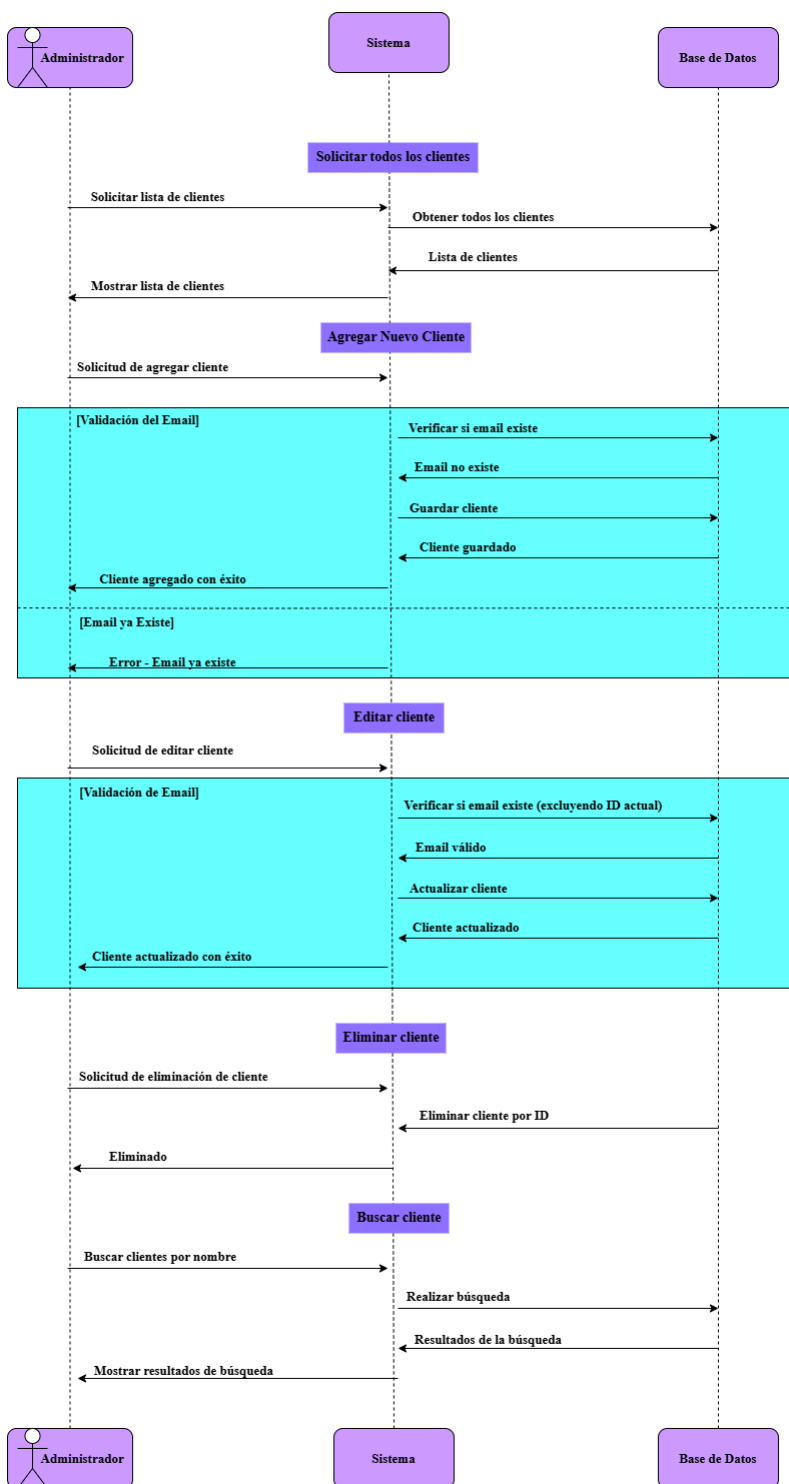 Administrador
Sistema
Base de Datos
Solicitar todos los clientes
Solicitar lista de clientes
Obtener todos los clientes
Lista de clientes
Mostrar lista de clientes
Agregar Nuevo Cliente
Solicitud de agregar cliente
[Validación del Email]
Verificar si email existe
Email no existe
Guardar cliente
Cliente guardado
Cliente agregado con éxito
[Email ya Existe]
Error - Email ya existe
Editar cliente
Solicitud de editar cliente
[Validación de Email]
Verificar si email existe (excluyendo ID actual)
Email válido
Actualizar cliente
Cliente actualizado
Cliente actualizado con éxito
Eliminar cliente
Solicitud de eliminación de cliente
Eliminar cliente por ID
Eliminado
Buscar cliente
Buscar clientes por nombre
Realizar búsqueda
Resultados de la búsqueda
Mostrar resultados de búsqueda
Administrador
Sistema
Base de Datos